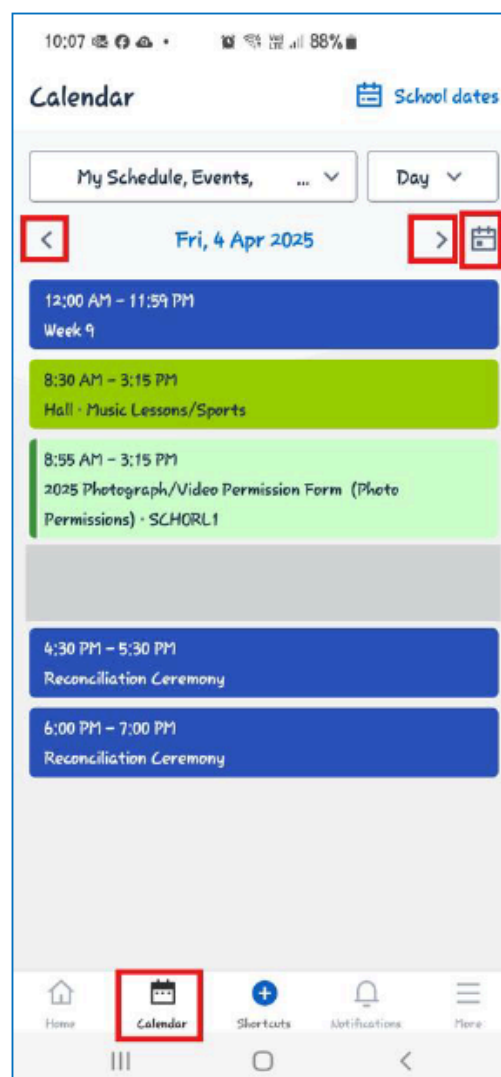 10:07 88%
Calendar School dates
My Schedule, Events, ... Day
Fri, 4 Apr 2025
12:00 AM – 11:59 PM
Week 9
8:30 AM – 3:15 PM
Hall · Music Lessons/Sports
8:55 AM – 3:15 PM
2025 Photograph/Video Permission Form (Photo
Permissions) · SCHORL1
4:30 PM – 5:30 PM
Reconciliation Ceremony
6:00 PM – 7:00 PM
Reconciliation Ceremony
Home Calendar Shortcuts Notifications More